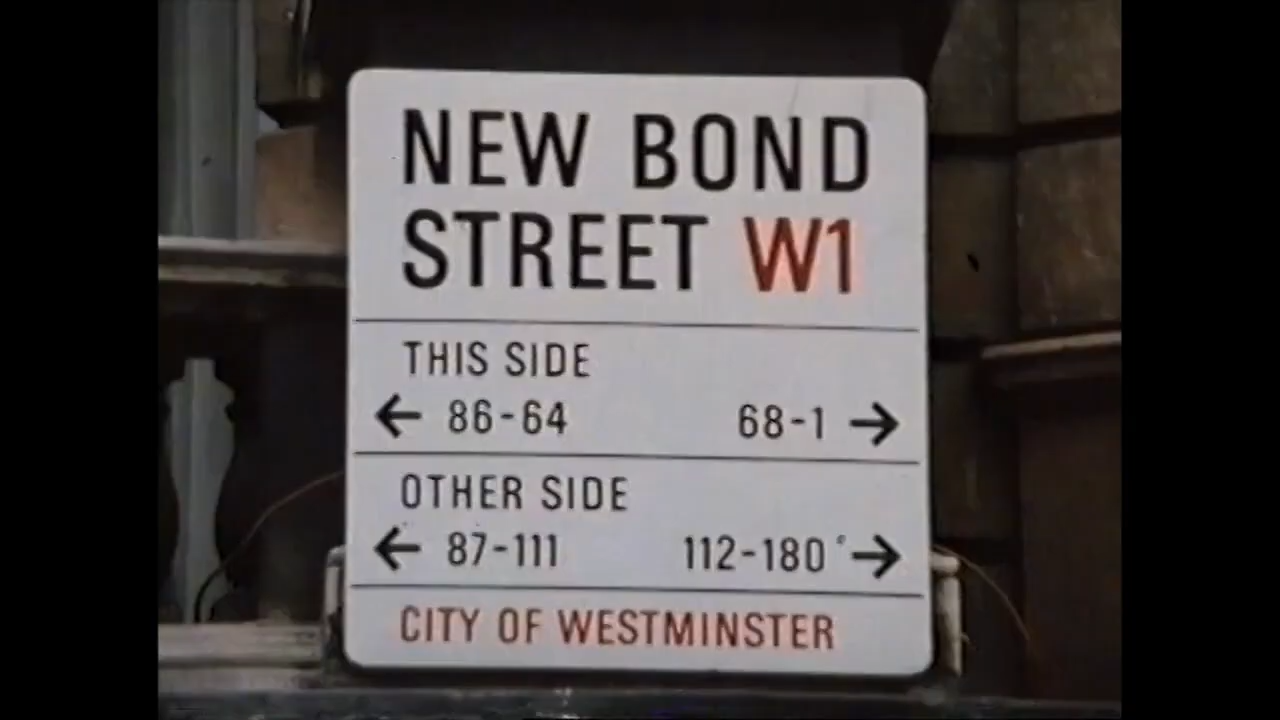 NEW BOND
STREET W1
THIS SIDE
← 86-64 68-1 →
OTHER SIDE
← 87-111 112-180 →
CITY OF WESTMINSTER